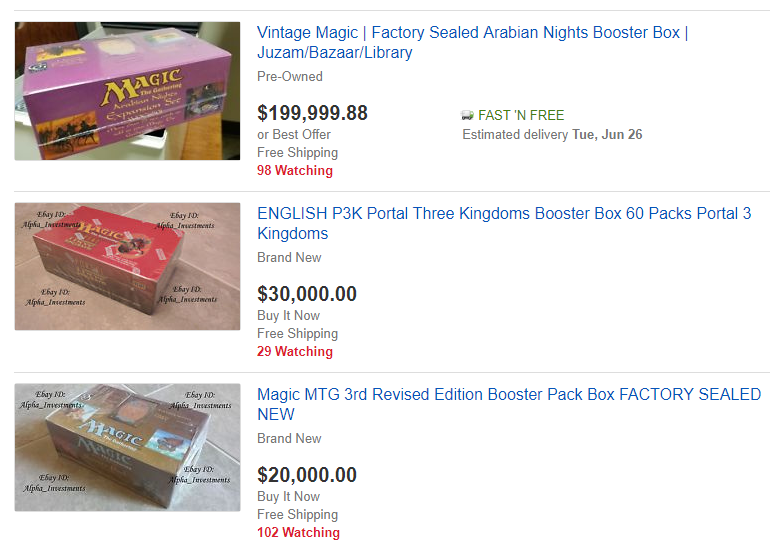 Vintage Magic | Factory Sealed Arabian Nights Booster Box |
Juzam/Bazaar/Library
Pre-Owned
$199,999.88
or Best Offer
Free Shipping
98 Watching
FAST 'N FREE
Estimated delivery Tue, Jun 26
MAGIC
The Gathering
Arabian Nights
Expansion Set
ENGLISH P3K Portal Three Kingdoms Booster Box 60 Packs Portal 3
Kingdoms
Brand New
$30,000.00
Buy It Now
Free Shipping
29 Watching
Ebay ID:
Alpha_Investments
Ebay ID:
Alpha_Investments
Ebay ID:
Alpha_Investments
Ebay ID:
Alpha_Investments
MAGIC
Magic MTG 3rd Revised Edition Booster Pack Box FACTORY SEALED
NEW
Brand New
$20,000.00
Buy It Now
Free Shipping
102 Watching
Ebay ID:
Alpha_Investments
Ebay ID:
Alpha_Investments
Ebay ID:
Alpha_Investments
Ebay ID:
Alpha_Investments
MAGIC
The Gathering
MAGIC